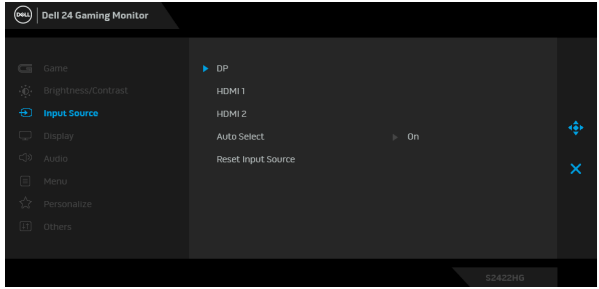 DELL
Dell 24 Gaming Monitor
Game
Brightness/Contrast
Input Source
Display
Audio
Menu
Personalize
Others
DP
HDMI 1
HDMI 2
Auto Select On
Reset Input Source
S2422HG